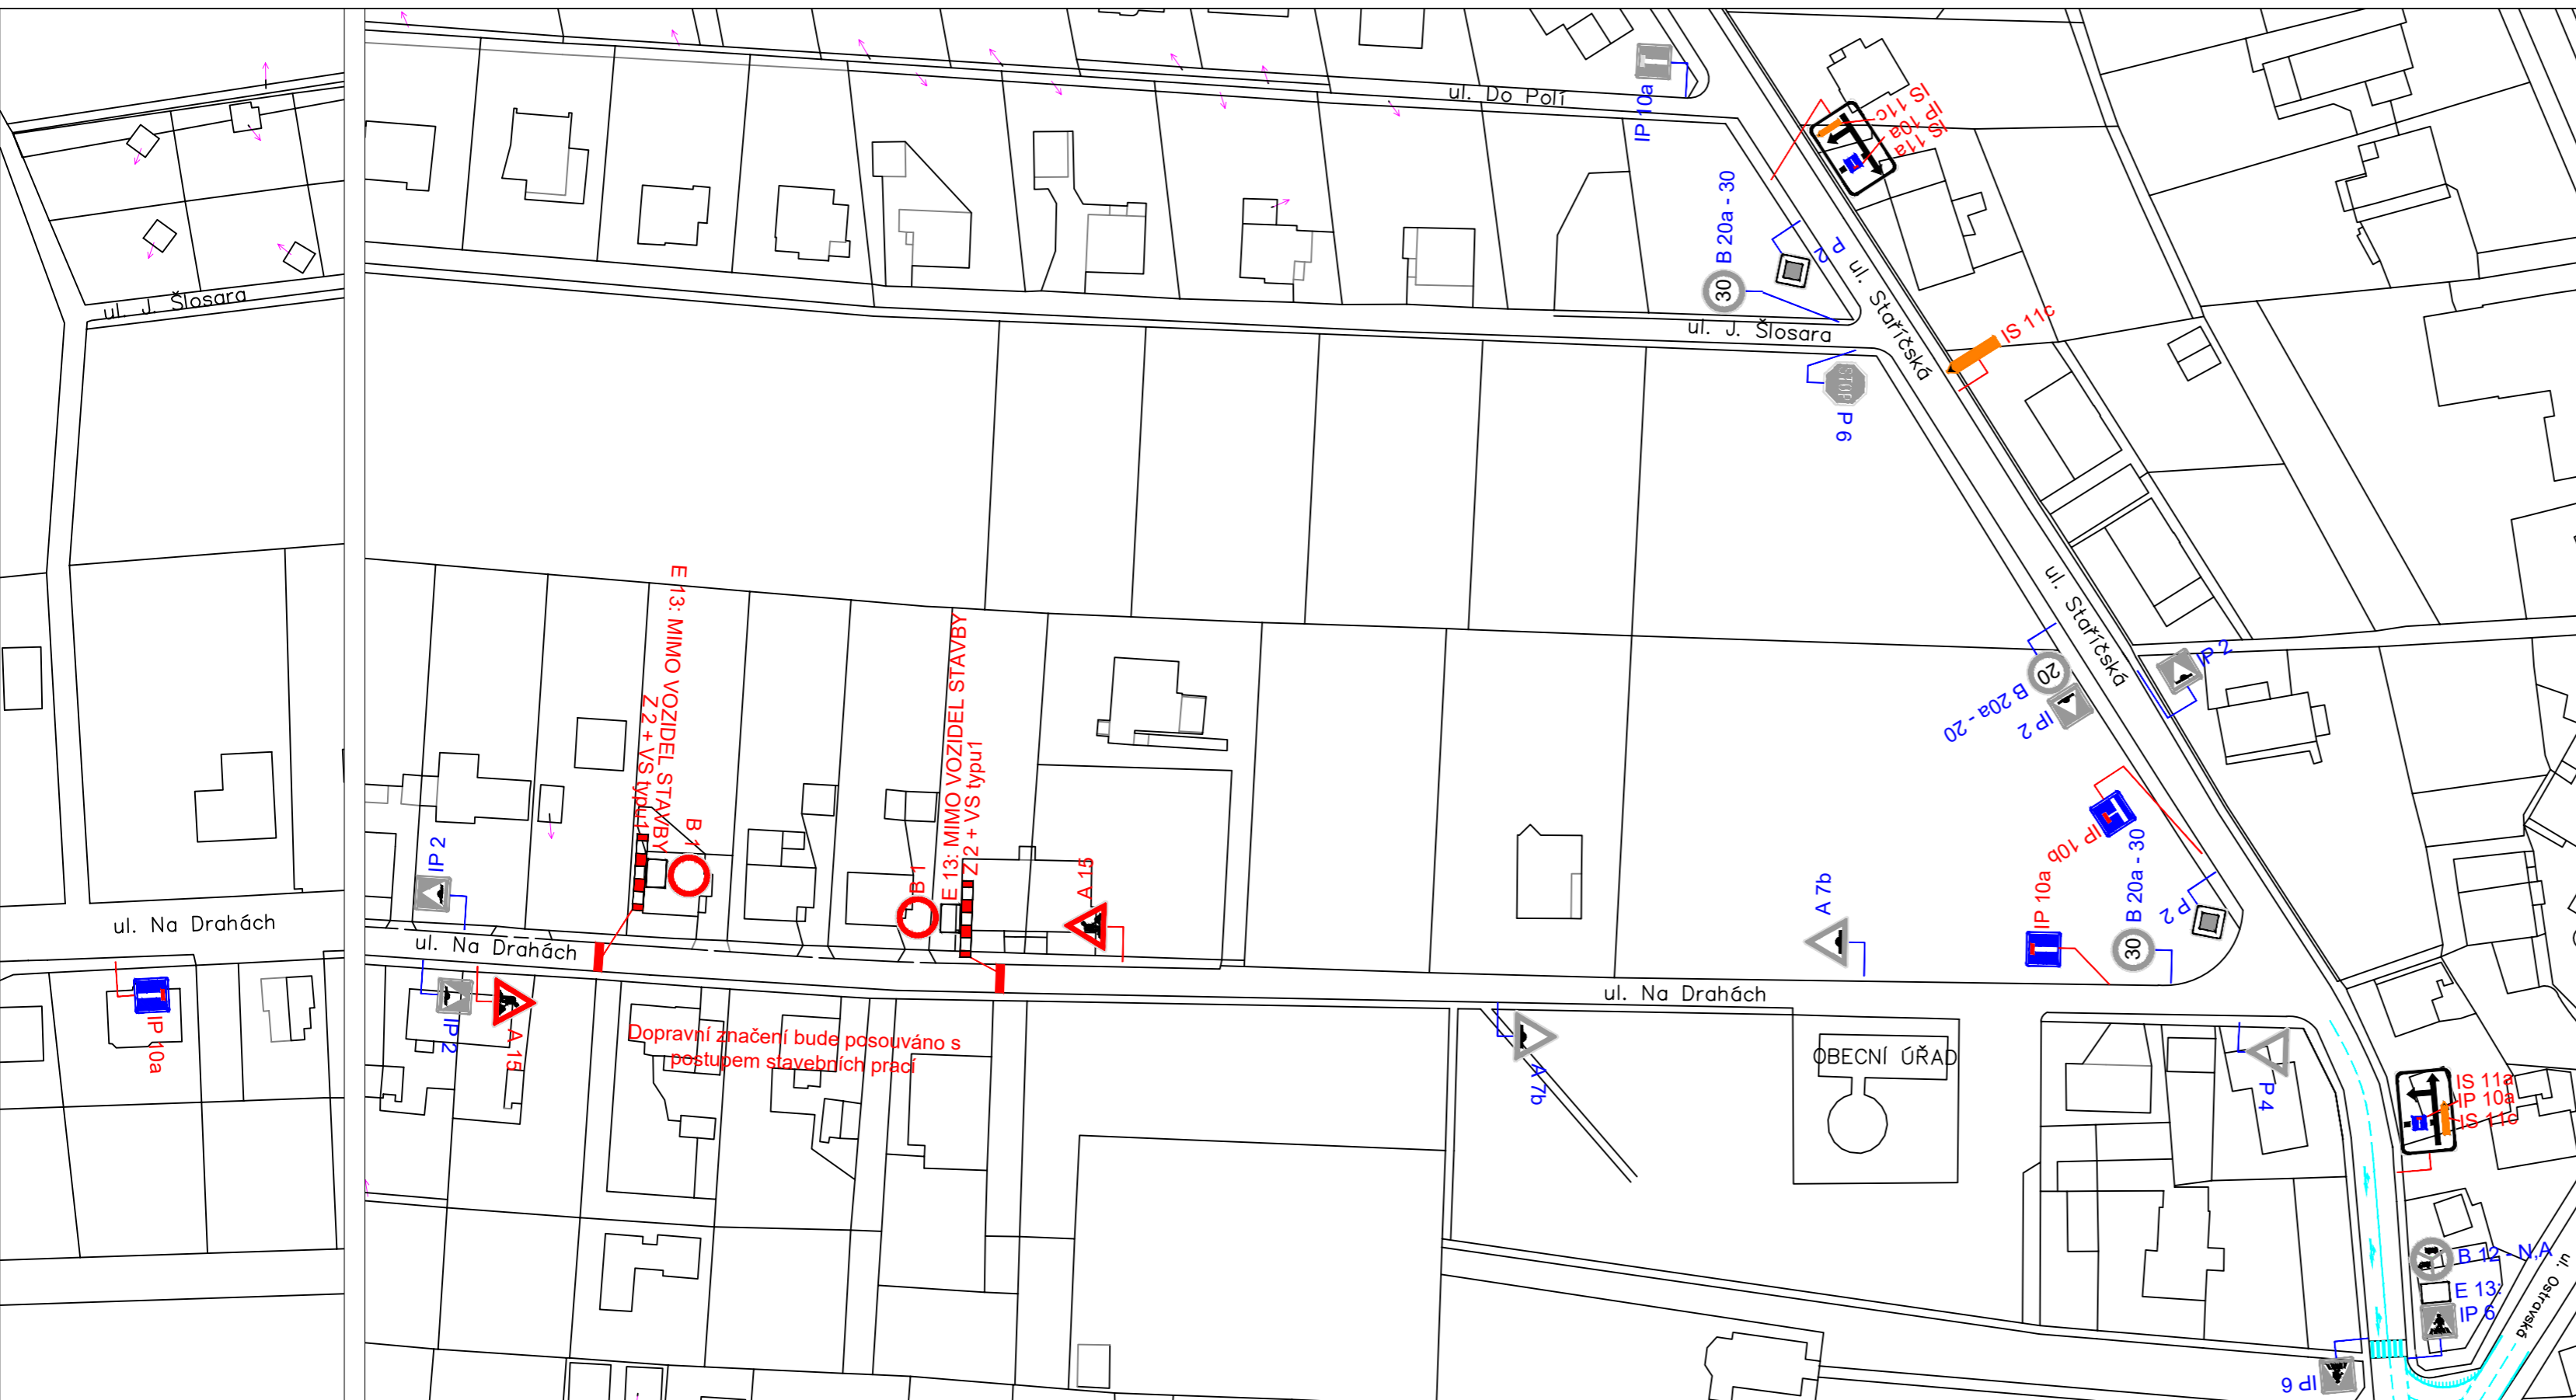 ul. Do Polí
IP 10a
IS 11c
IP 10a
IS 11a
B 20a - 30
30
P 2
ul. Staříčská
IS 11c
ul. J. Šlosara
ul. J. Šlosara
STOP
P 6
ul. Staříčská
IP 2
20
B 20a - 20
IP 2
E 13: MIMO VOZIDEL STAVBY
Z 2 + VS typu1
B 1
E 13: MIMO VOZIDEL STAVBY
Z 2 + VS typu1
B 1
A 15
IP 2
IP 10b
IP 10a
B 20a - 30
30
P 2
A 7b
ul. Na Drahách
ul. Na Drahách
ul. Na Drahách
IP 10a
IP 2
A 15
Dopravní značení bude posouváno s
postupem stavebních prací
A 7b
OBECNÍ ÚŘAD
P 4
IS 11a
IP 10a
IS 11c
B 12 - N,A
E 13:
IP 6
ul. Ostravská
IP 6